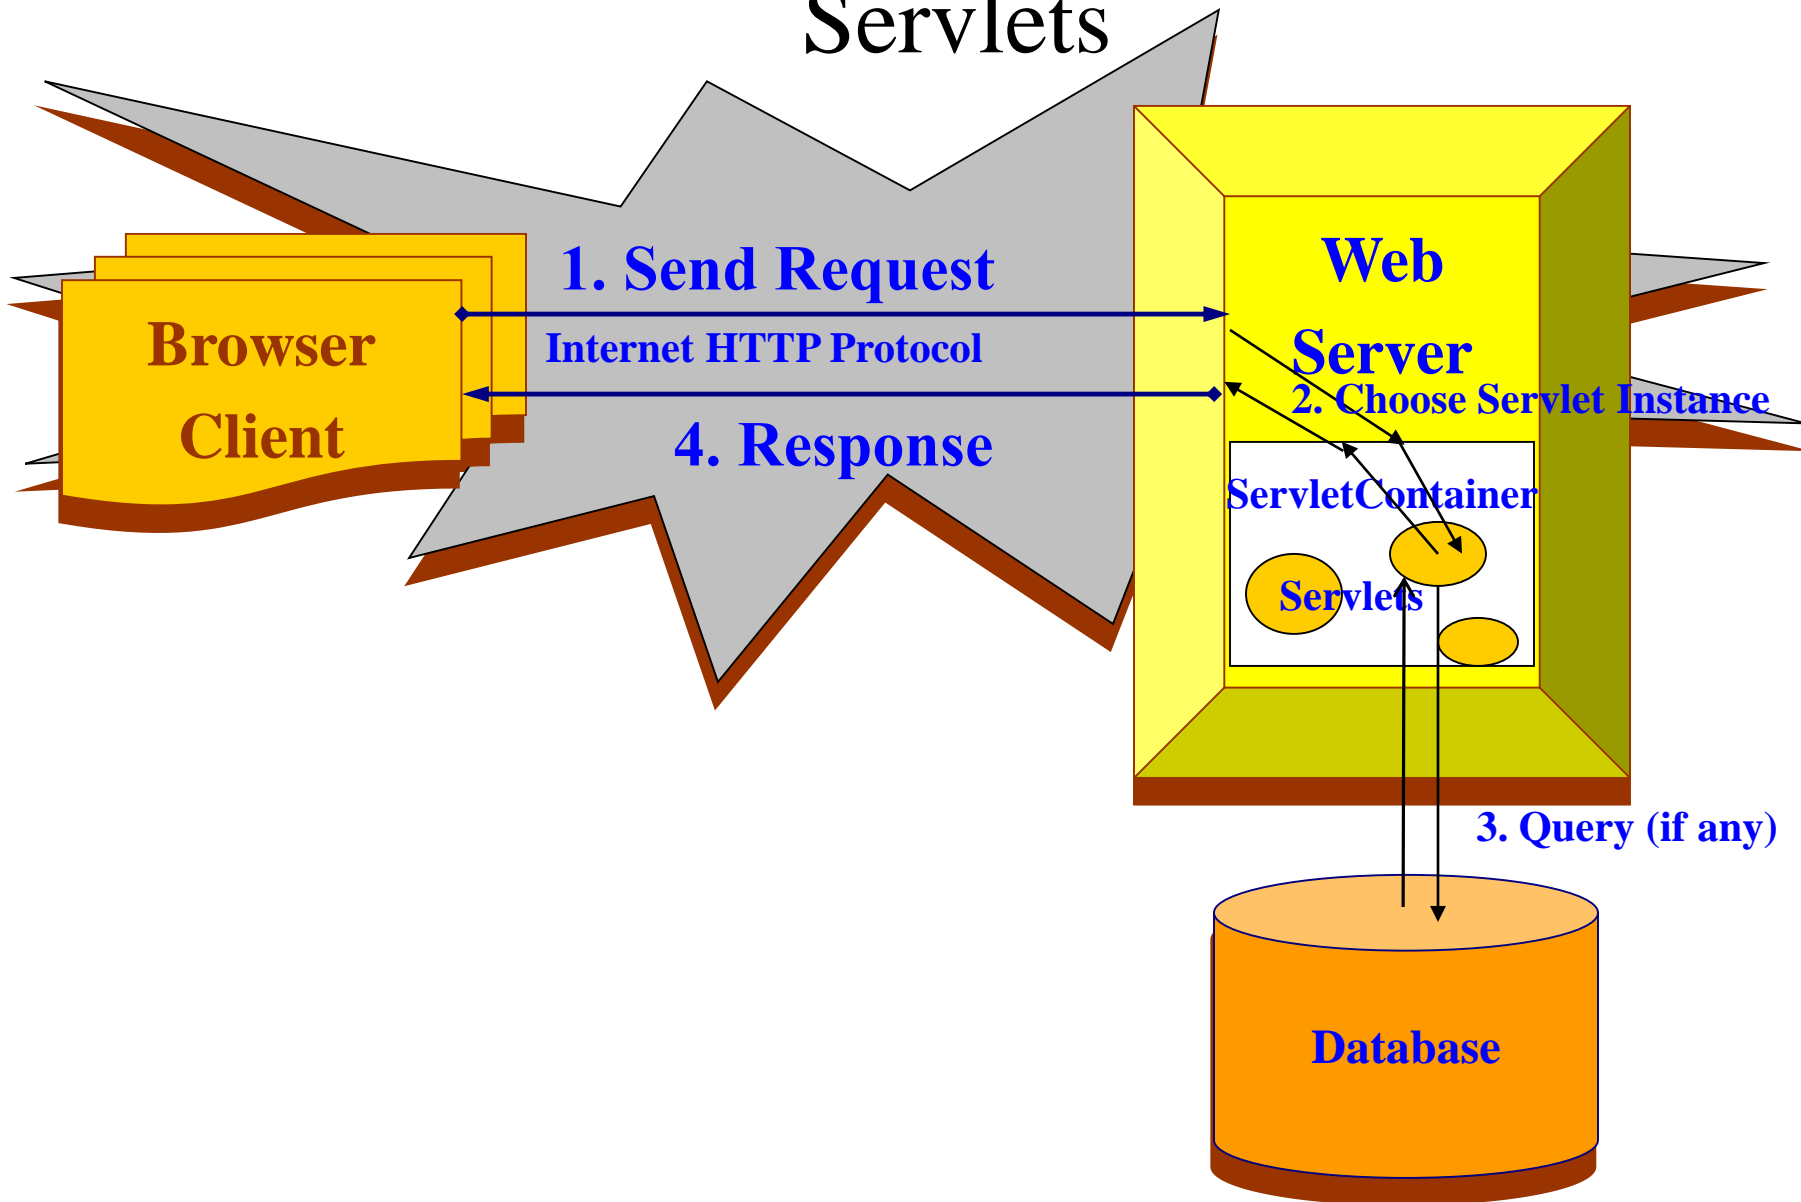 Servlets
1. Send Request
Internet HTTP Protocol
4. Response
Browser
Client
Web
Server
2. Choose Servlet Instance
ServletContainer
Servlets
3. Query (if any)
Database